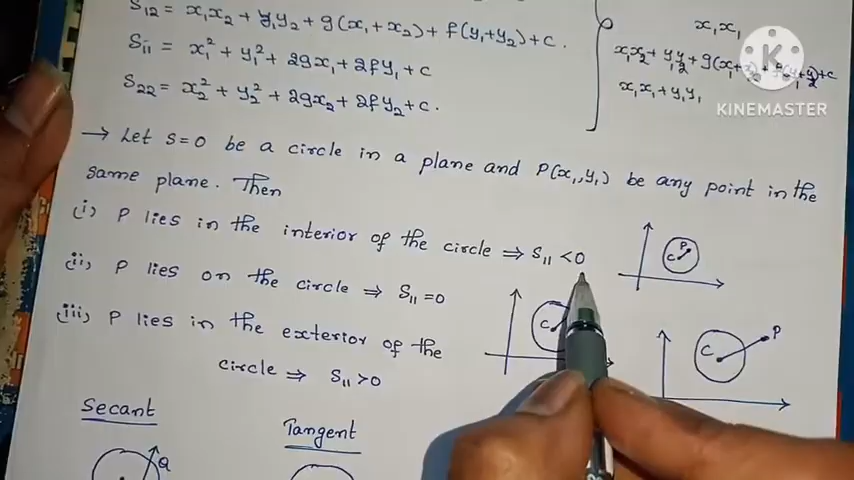 S₁₂ = x₁x₂ + y₁y₂ + g(x₁+x₂) + f(y₁+y₂) + c.
S₁₁ = x₁² + y₁² + 2gx₁ + 2fy₁ + c
S₂₂ = x₂² + y₂² + 2gx₂ + 2fy₂ + c.
x₁x₁
x₁x₂ + y₁y₂ + g(x₁+x₂) + f(y₁+y₂) + c
x₁x₁ + y₁y₁
KINEMASTER
→ Let S=0 be a circle in a plane and P(x₁,y₁) be any point in the
same plane. Then
(i) P lies in the interior of the circle ⇒ S₁₁ <0
(ii) P lies on the circle ⇒ S₁₁ =0
(iii) P lies in the exterior of the
circle ⇒ S₁₁ >0
P
C
C
C
P
Secant
Tangent
Q